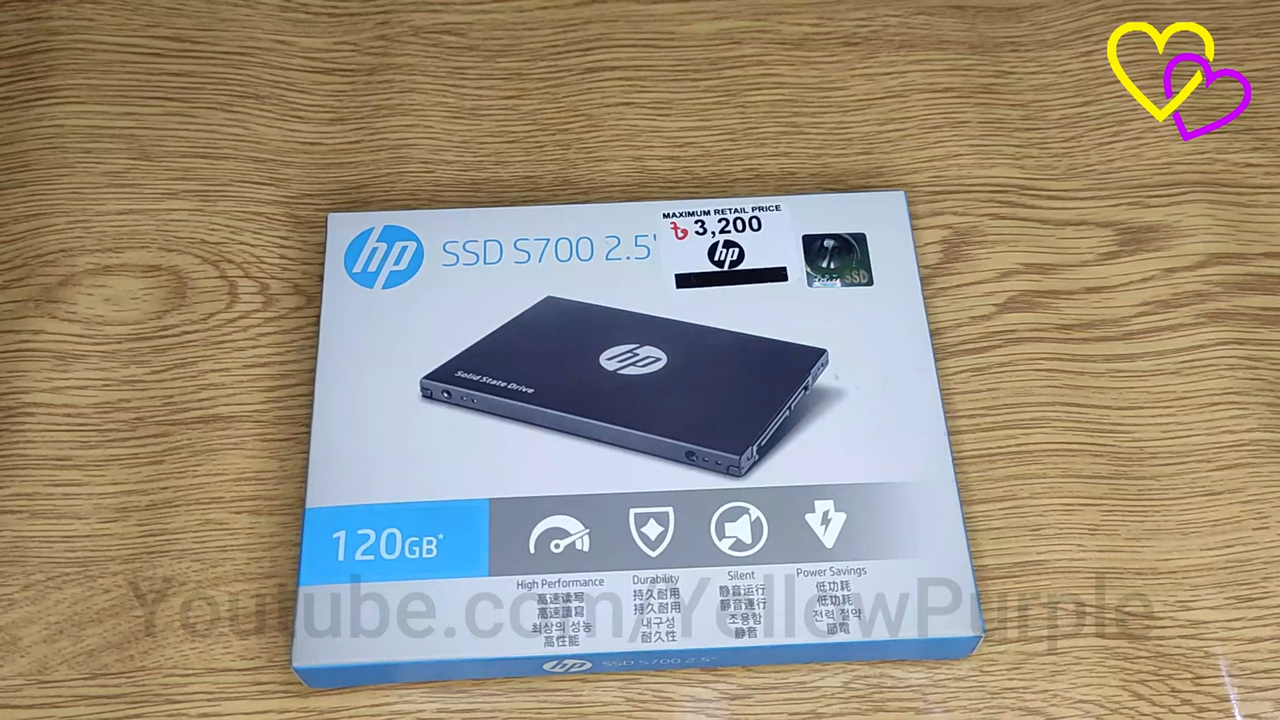 hp SSD S700 2.5"
MAXIMUM RETAIL PRICE
৳ 3,200
hp
SSD
hp
Solid State Drive
120GB*
High Performance
高速读写
高速讀寫
최상의 성능
高性能
Durability
持久耐用
持久耐用
내구성
耐久性
Silent
静音运行
靜音運行
조용함
静音
Power Savings
低功耗
低功耗
전력 절약
節電
Youtube.com/YellowPurple
hp SSD S700 2.5"